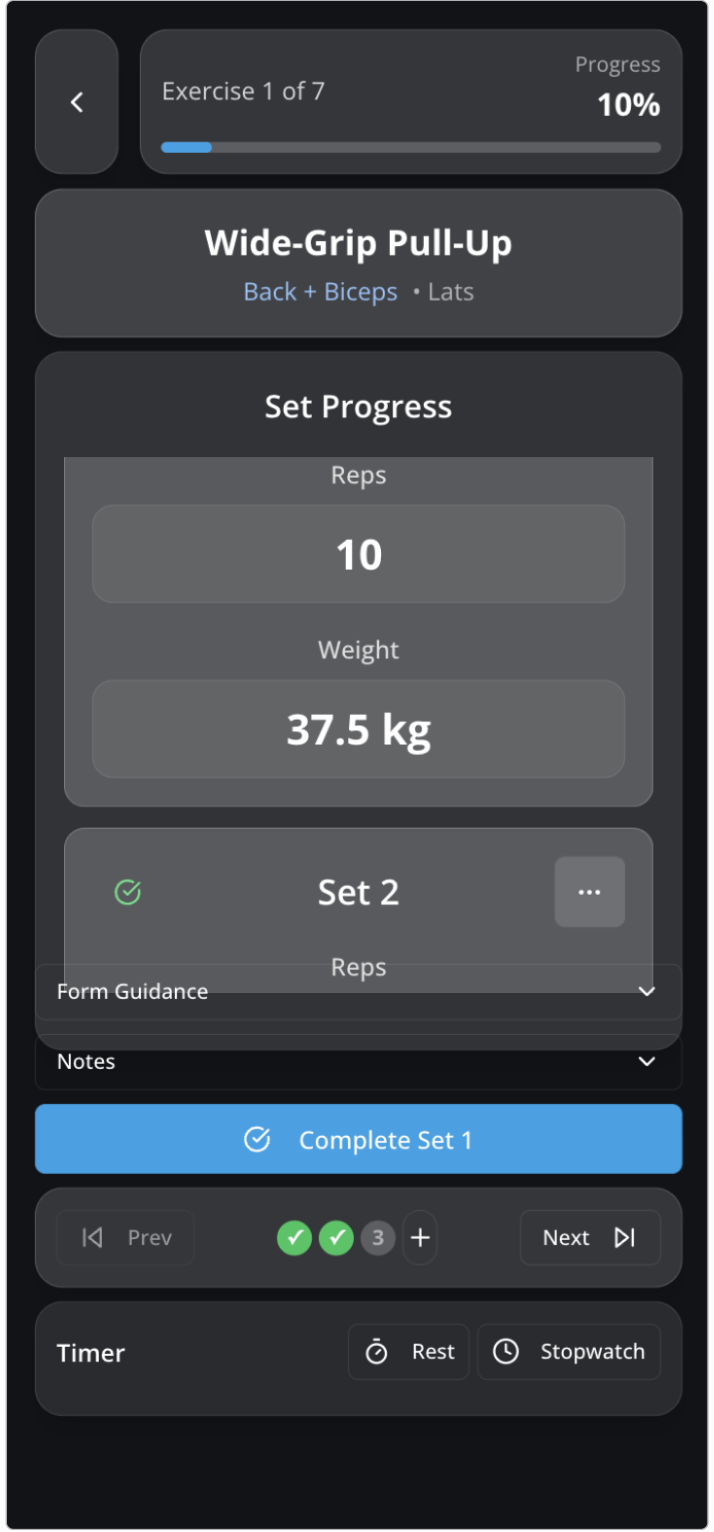 Exercise 1 of 7
Progress
10%
Wide-Grip Pull-Up
Back + Biceps • Lats
Set Progress
Reps
10
Weight
37.5 kg
Set 2
...
Reps
Form Guidance
Notes
Complete Set 1
Prev
3
+
Next
Timer
Rest
Stopwatch